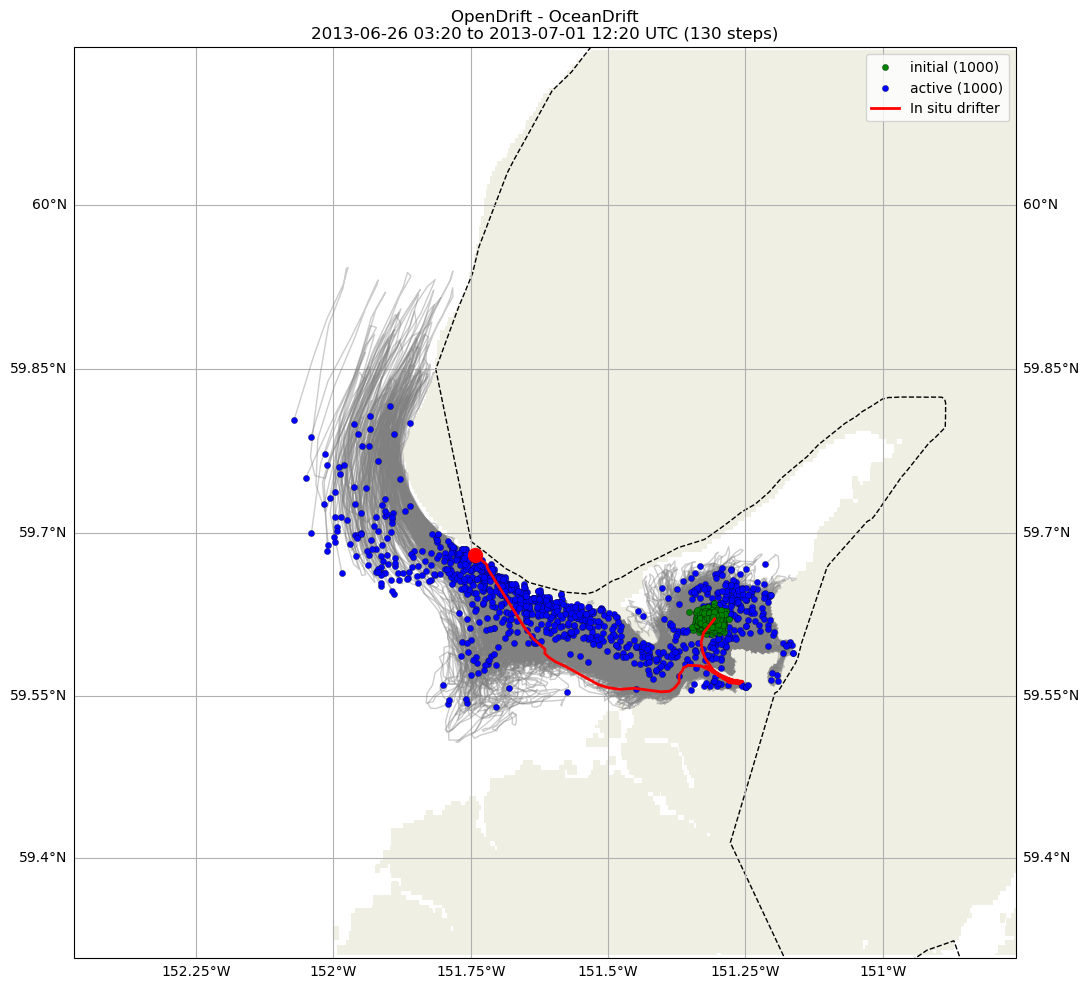 OpenDrift - OceanDrift
2013-06-26 03:20 to 2013-07-01 12:20 UTC (130 steps)
initial (1000)
active (1000)
In situ drifter
60°N
60°N
59.85°N
59.85°N
59.7°N
59.7°N
59.55°N
59.55°N
59.4°N
59.4°N
152.25°W
152°W
151.75°W
151.5°W
151.25°W
151°W